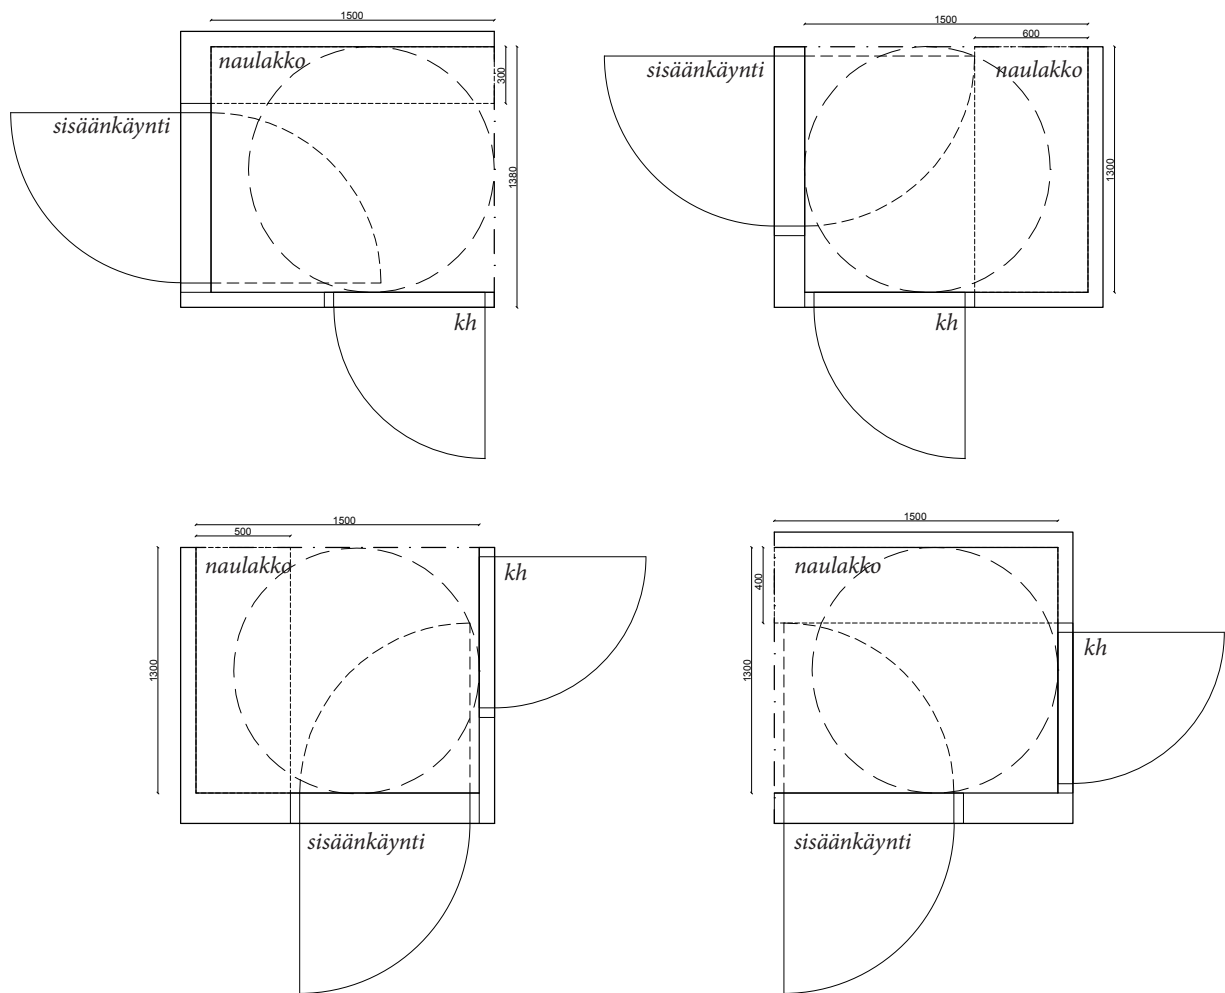 1500
naulakko
300
sisäänkäynti
1380
kh
1500
600
sisäänkäynti
naulakko
1300
kh
1500
500
naulakko
kh
1300
sisäänkäynti
1500
naulakko
400
kh
1300
sisäänkäynti